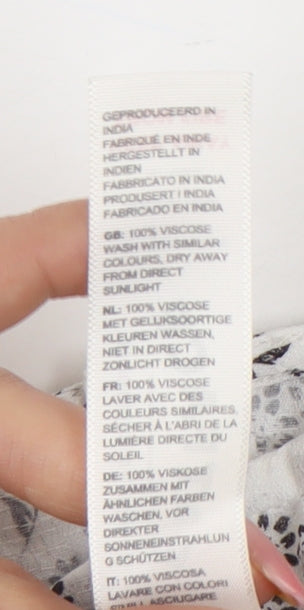 GEPRODUCEERD IN
INDIA
FABRIQUÉ EN INDE
HERGESTELLT IN
INDIEN
FABBRICATO IN INDIA
PRODUSERT I INDIA
FABRICADO EN INDIA
GB: 100% VISCOSE
WASH WITH SIMILAR
COLOURS, DRY AWAY
FROM DIRECT
SUNLIGHT
NL: 100% VISCOSE
MET GELIJKSOORTIGE
KLEUREN WASSEN,
NIET IN DIRECT
ZONLICHT DROGEN
FR: 100% VISCOSE
LAVER AVEC DES
COULEURS SIMILAIRES,
SÉCHER À L'ABRI DE LA
LUMIÈRE DIRECTE DU
SOLEIL
DE: 100% VISKOSE
ZUSAMMEN MIT
ÄHNLICHEN FARBEN
WASCHEN, VOR
DIREKTER
SONNENEINSTRAHLUN
G SCHÜTZEN
IT: 100% VISCOSA
LAVARE CON COLORI
SIMILI, ASCIUGARE